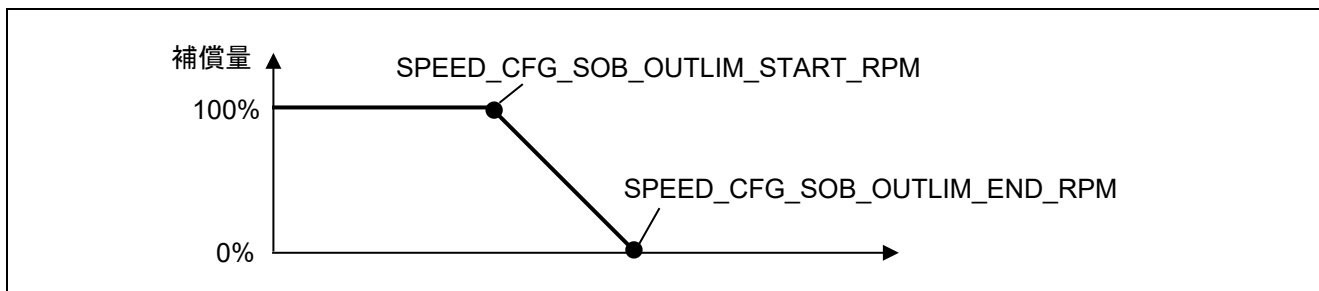 補償量
SPEED_CFG_SOB_OUTLIM_START_RPM
100%
SPEED_CFG_SOB_OUTLIM_END_RPM
0%